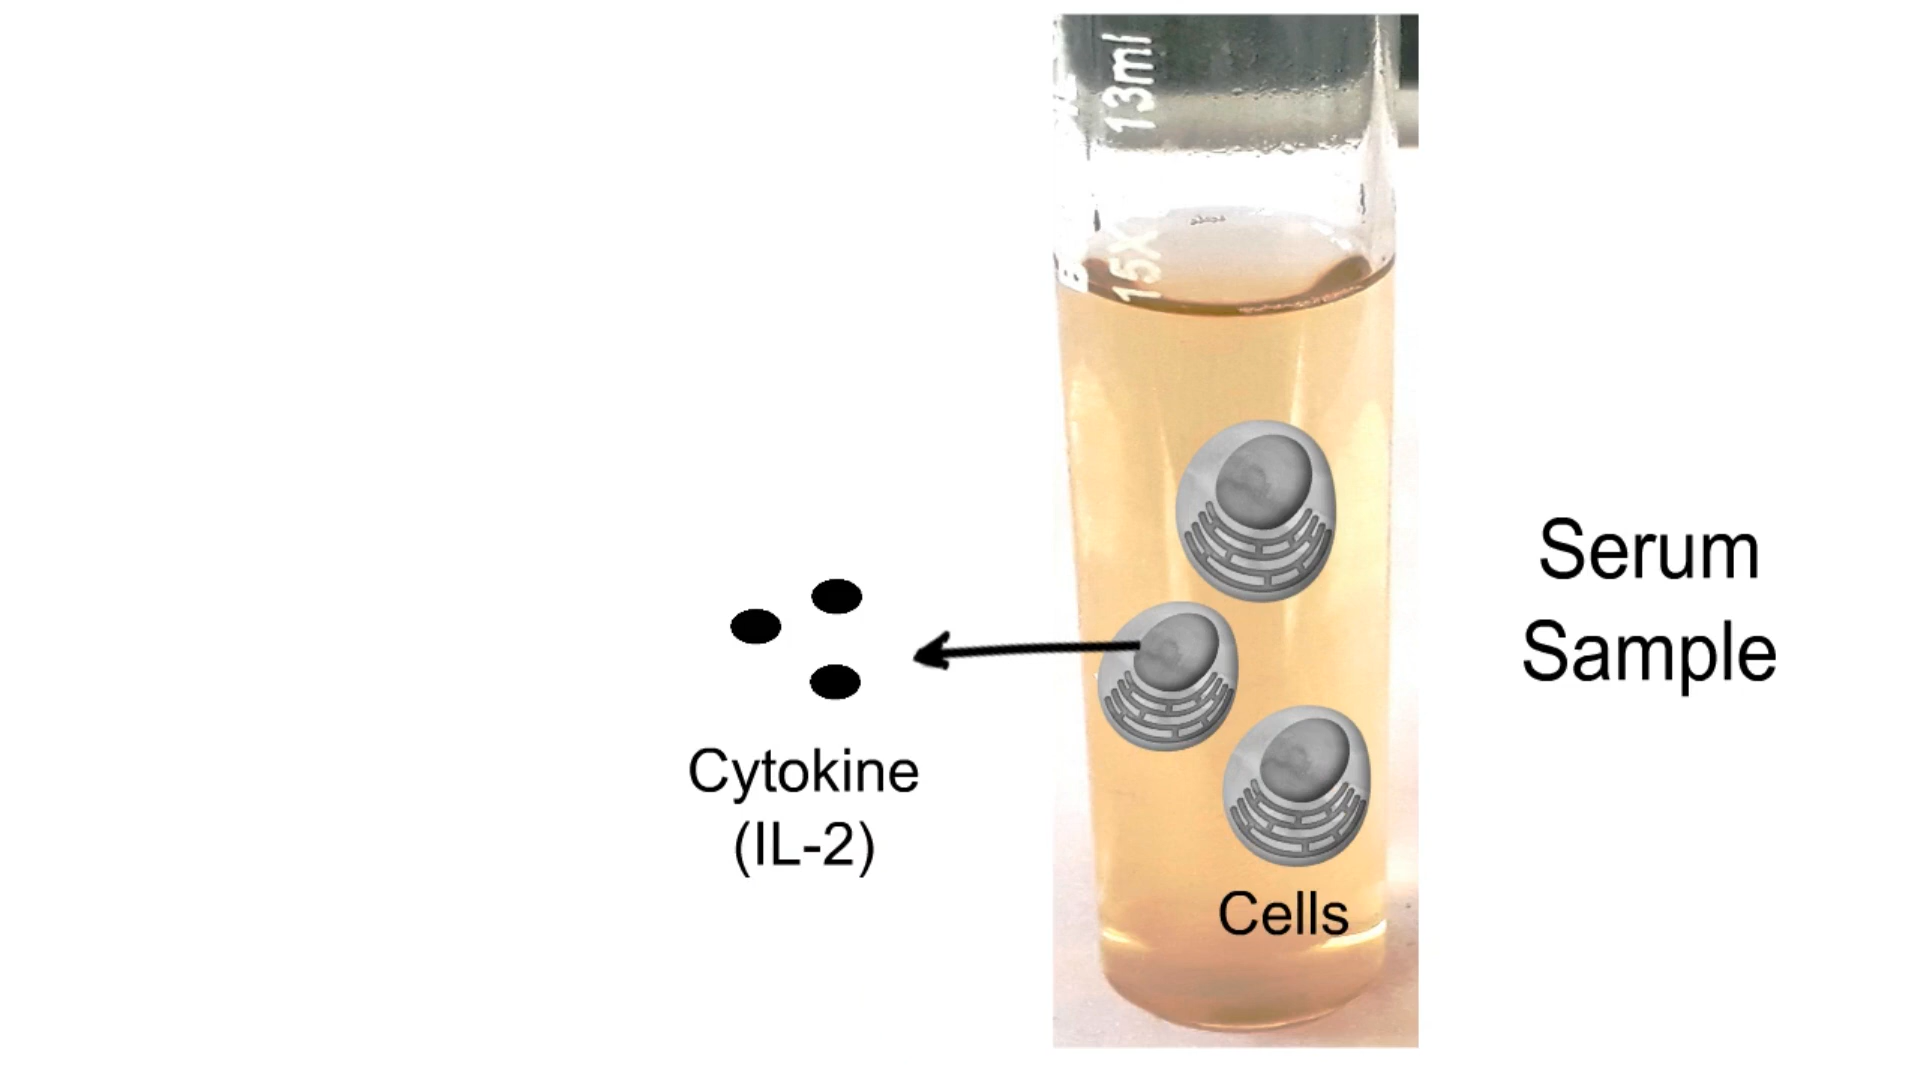 13ml
15X
Serum
Sample
Cytokine
(IL-2)
Cells